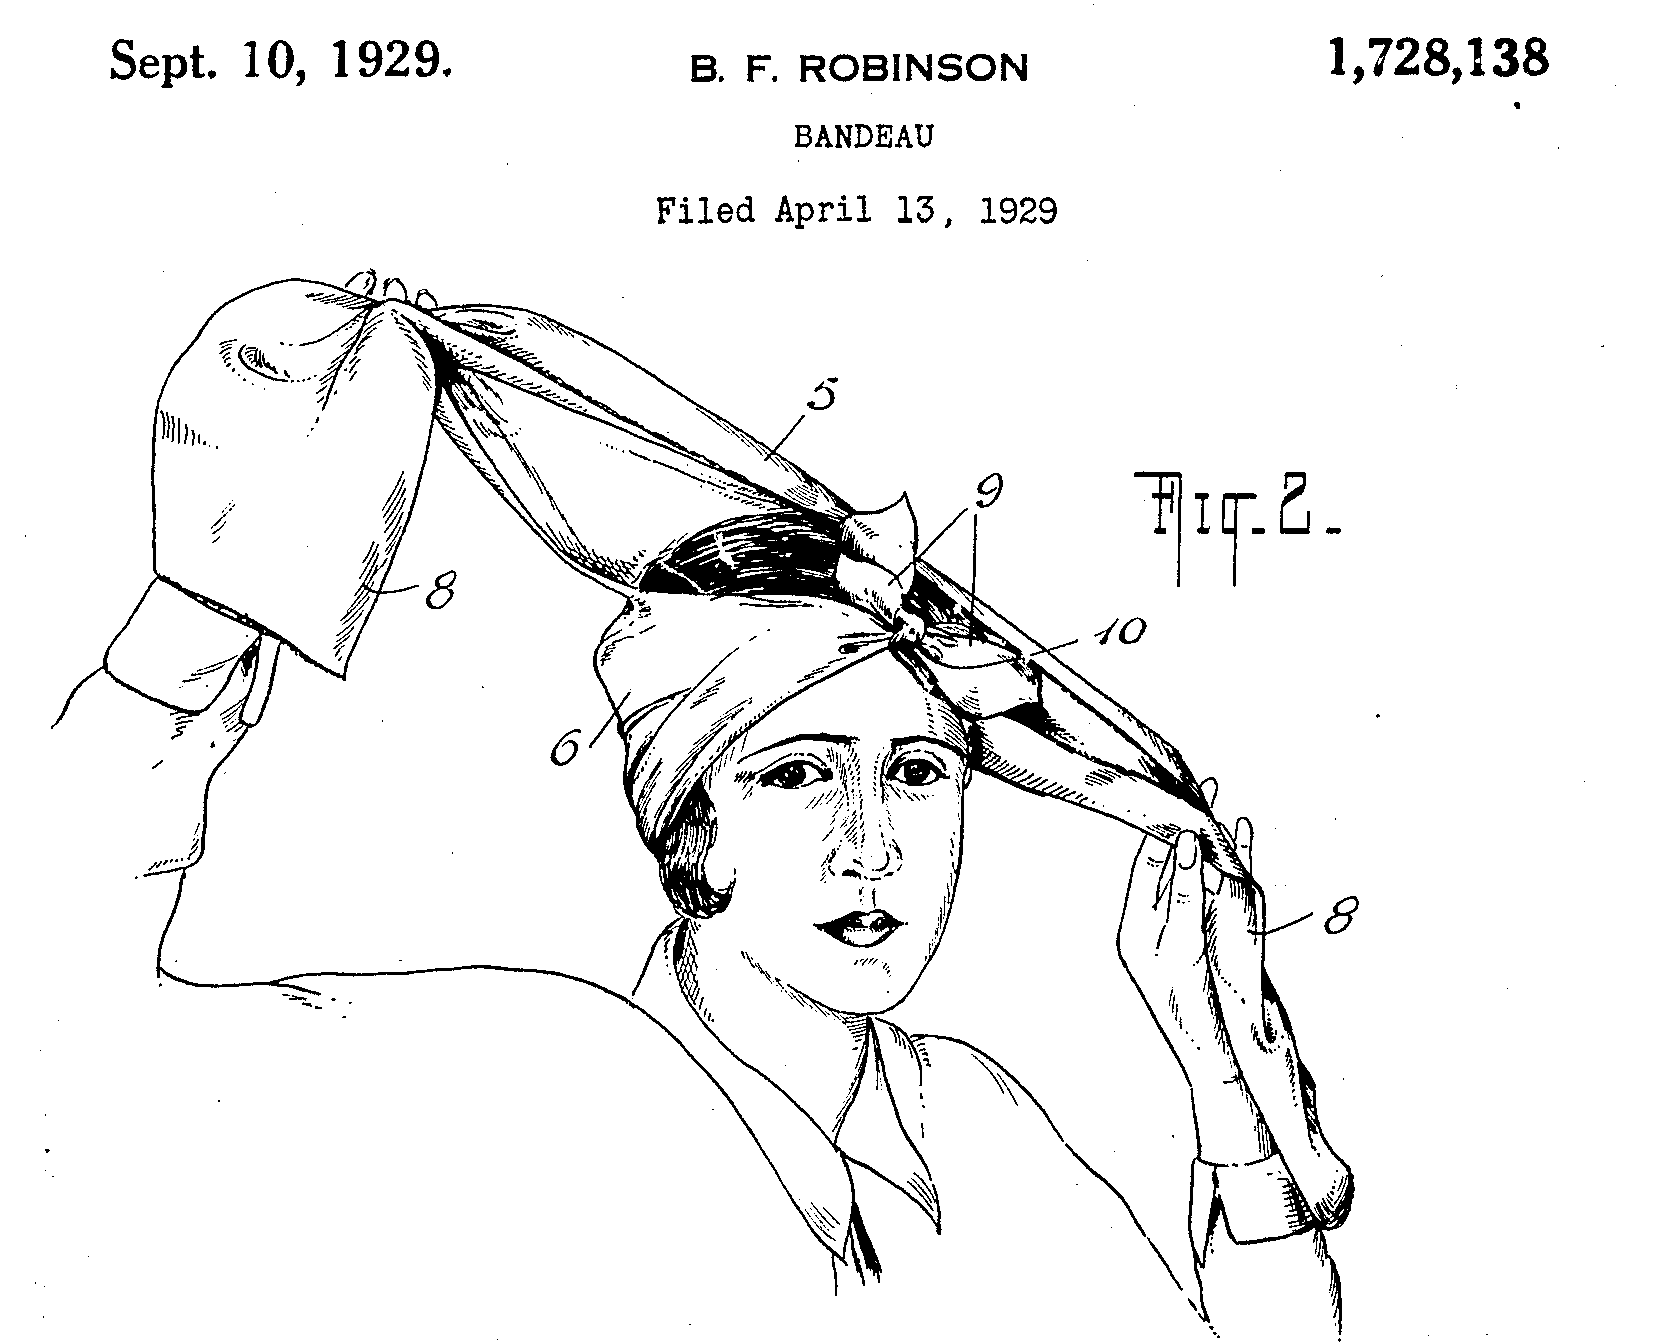 Sept. 10, 1929. B. F. ROBINSON 1,728,138
BANDEAU
Filed April 13, 1929
5
9
Fig. 2.
8
10
6
8